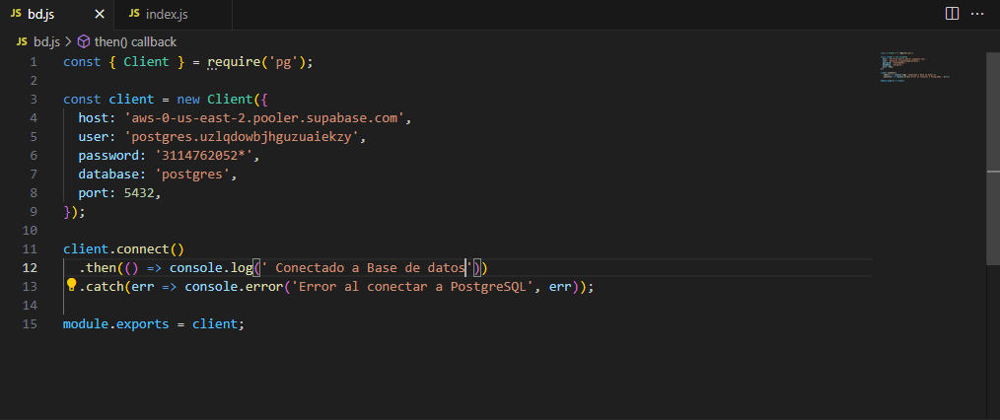 JS bd.js × JS index.js ...
JS bd.js > then() callback
1 const { Client } = require('pg');
2
3 const client = new Client({
4 host: 'aws-0-us-east-2.pooler.supabase.com',
5 user: 'postgres.uzlqdowbjhguzuaiekzy',
6 password: '3114762052*',
7 database: 'postgres',
8 port: 5432,
9 });
10
11 client.connect()
12 .then(() => console.log(' Conectado a Base de datos'))
13 .catch(err => console.error('Error al conectar a PostgreSQL', err));
14
15 module.exports = client;